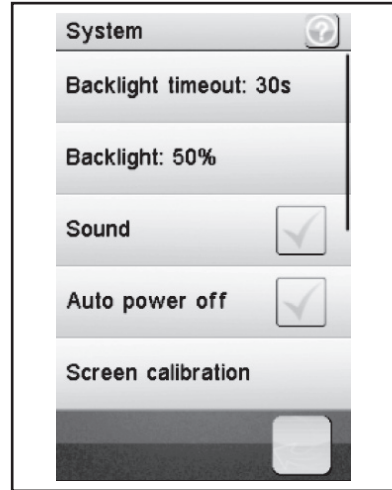 System
?
Backlight timeout: 30s
Backlight: 50%
Sound
Auto power off
Screen calibration